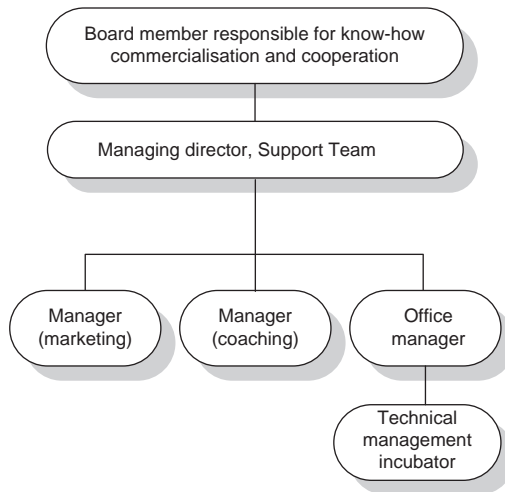 Board member responsible for know-how
commercialisation and cooperation
Managing director, Support Team
Manager
(marketing)
Manager
(coaching)
Office
manager
Technical
management
incubator